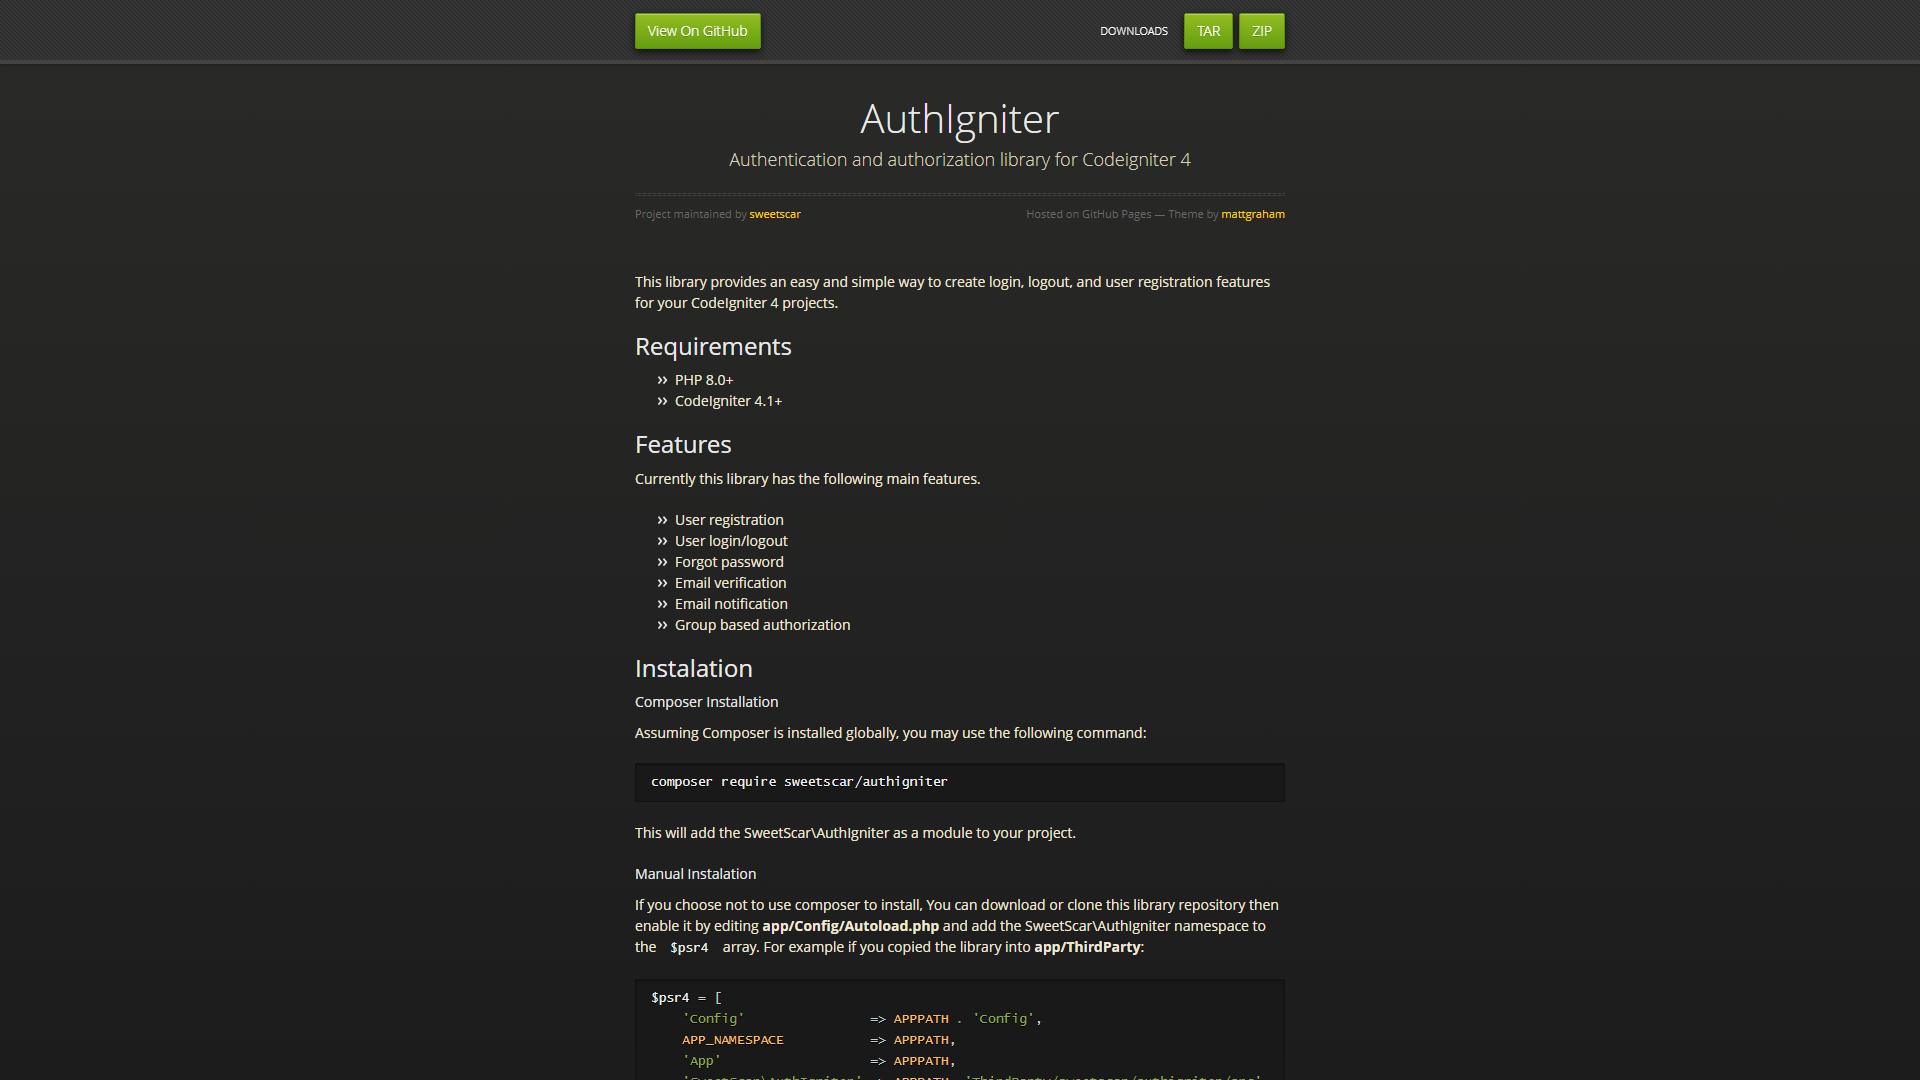 View On GitHub
DOWNLOADS TAR ZIP
AuthIgniter
Authentication and authorization library for Codeigniter 4
Project maintained by sweetscar
Hosted on GitHub Pages — Theme by mattgraham
This library provides an easy and simple way to create login, logout, and user registration features
for your CodeIgniter 4 projects.
Requirements
» PHP 8.0+
» CodeIgniter 4.1+
Features
Currently this library has the following main features.
» User registration
» User login/logout
» Forgot password
» Email verification
» Email notification
» Group based authorization
Instalation
Composer Installation
Assuming Composer is installed globally, you may use the following command:
composer require sweetscar/authigniter
This will add the SweetScar\AuthIgniter as a module to your project.
Manual Instalation
If you choose not to use composer to install, You can download or clone this library repository then
enable it by editing app/Config/Autoload.php and add the SweetScar\AuthIgniter namespace to
the $psr4 array. For example if you copied the library into app/ThirdParty:
$psr4 = [
'Config' => APPPATH . 'Config',
APP_NAMESPACE => APPPATH,
'App' => APPPATH,